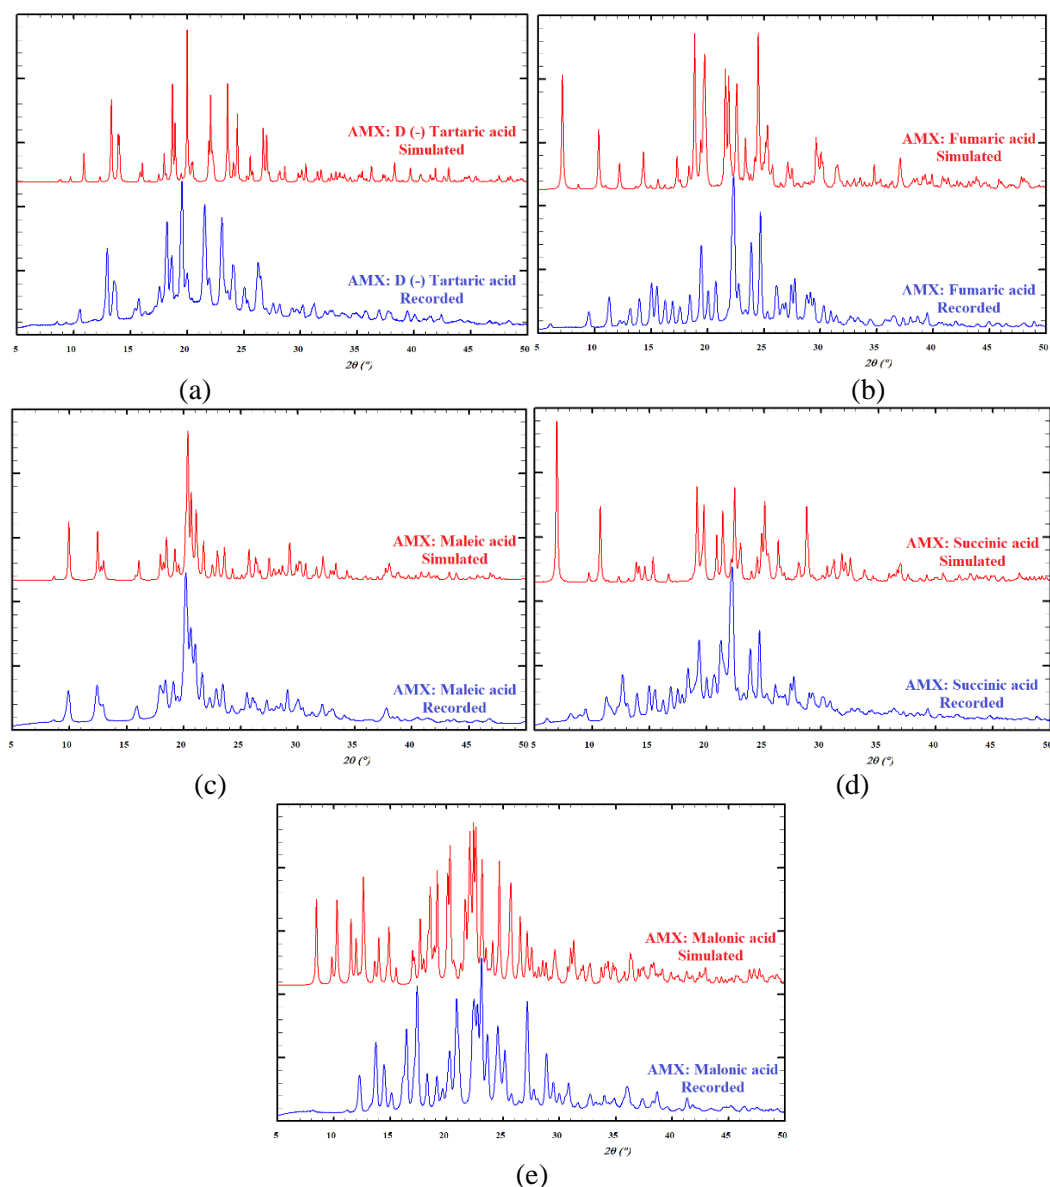 AMX: D (-) Tartaric acid
Simulated
AMX: D (-) Tartaric acid
Recorded
5 10 15 20 25 30 35 40 45 50
2θ (°)
(a)
AMX: Fumaric acid
Simulated
AMX: Fumaric acid
Recorded
5 10 15 20 25 30 35 40 45 50
2θ (°)
(b)
AMX: Maleic acid
Simulated
AMX: Maleic acid
Recorded
5 10 15 20 25 30 35 40 45 50
2θ (°)
(c)
AMX: Succinic acid
Simulated
AMX: Succinic acid
Recorded
5 10 15 20 25 30 35 40 45 50
2θ (°)
(d)
AMX: Malonic acid
Simulated
AMX: Malonic acid
Recorded
5 10 15 20 25 30 35 40 45 50
2θ (°)
(e)